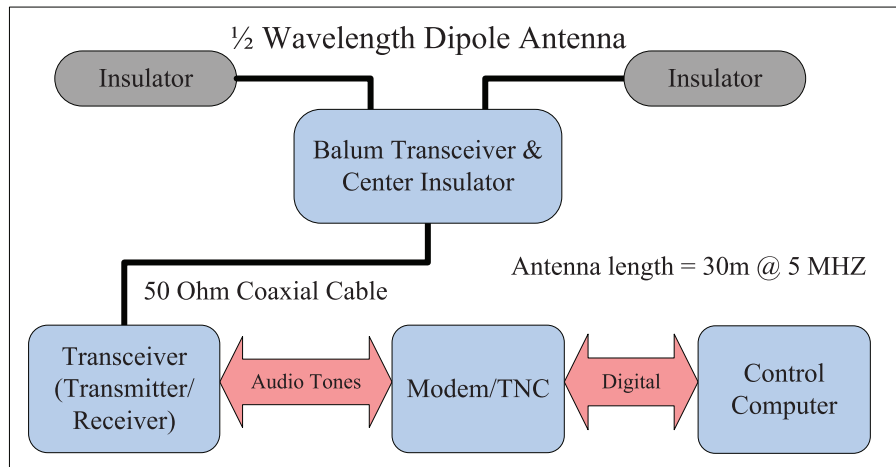 ½ Wavelength Dipole Antenna
Insulator
Insulator
Balum Transceiver &
Center Insulator
Antenna length = 30m @ 5 MHZ
50 Ohm Coaxial Cable
Transceiver
(Transmitter/
Receiver)
Audio Tones
Modem/TNC
Digital
Control
Computer